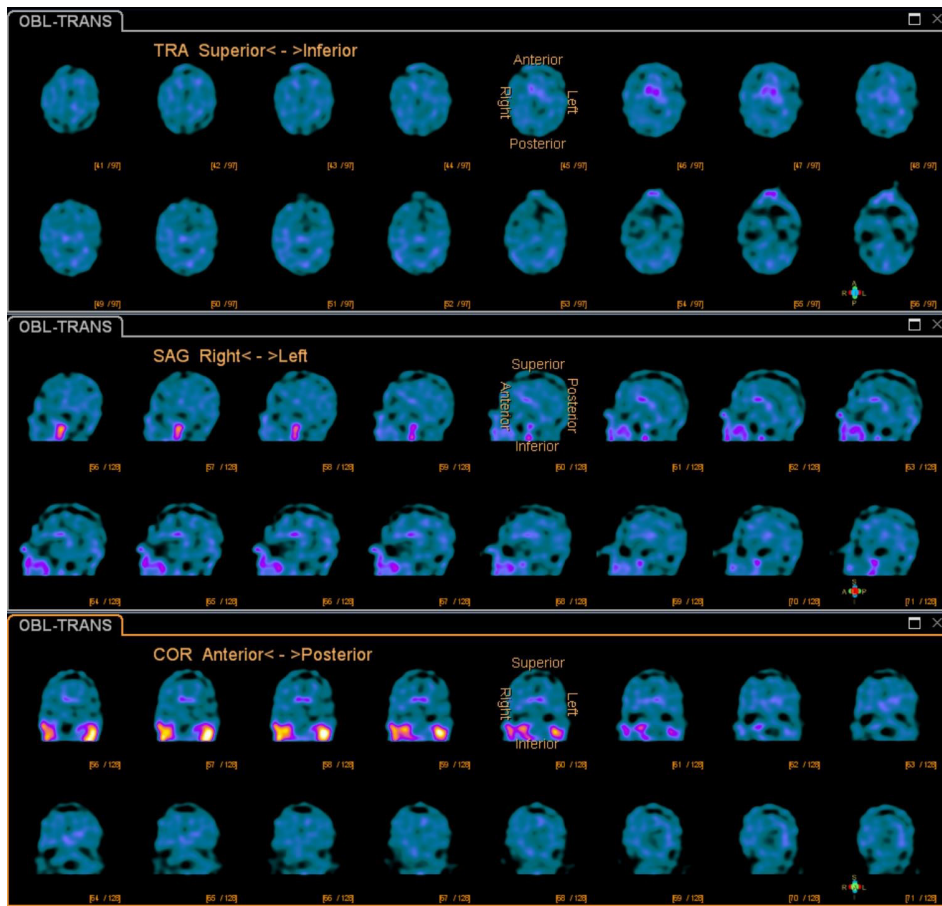 OBL-TRANS
TRA Superior< - >Inferior
Anterior
Right
Left
Posterior
[41 /97] [42 /97] [43 /97] [44 /97] [45 /97] [46 /97] [47 /97] [48 /97]
[49 /97] [50 /97] [51 /97] [52 /97] [53 /97] [54 /97] [55 /97] [56 /97]
A
R L
P
OBL-TRANS
SAG Right< - >Left
Superior
Anterior
Posterior
Inferior
[56 /128] [57 /128] [58 /128] [59 /128] [60 /128] [61 /128] [62 /128] [63 /128]
[64 /128] [65 /128] [66 /128] [67 /128] [68 /128] [69 /128] [70 /128] [71 /128]
S
A P
OBL-TRANS
COR Anterior< - >Posterior
Superior
Right
Left
Inferior
[56 /128] [57 /128] [58 /128] [59 /128] [60 /128] [61 /128] [62 /128] [63 /128]
[64 /128] [65 /128] [66 /128] [67 /128] [68 /128] [69 /128] [70 /128] [71 /128]
S
R L